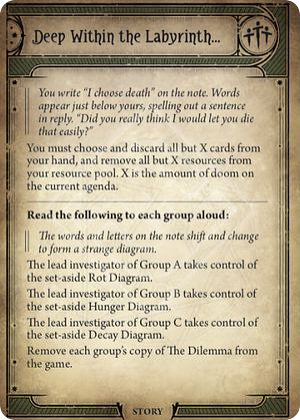 Deep Within the Labyrinth...
You write “I choose death” on the note. Words
appear just below yours, spelling out a sentence
in reply. “Did you really think I would let you die
that easily?”
You must choose and discard all but X cards from
your hand, and remove all but X resources from
your resource pool. X is the amount of doom on
the current agenda.
Read the following to each group aloud:
The words and letters on the note shift and change
to form a strange diagram.
The lead investigator of Group A takes control of
the set-aside Rot Diagram.
The lead investigator of Group B takes control of
the set-aside Hunger Diagram.
The lead investigator of Group C takes control of
the set-aside Decay Diagram.
Remove each group’s copy of The Dilemma from
the game.
STORY